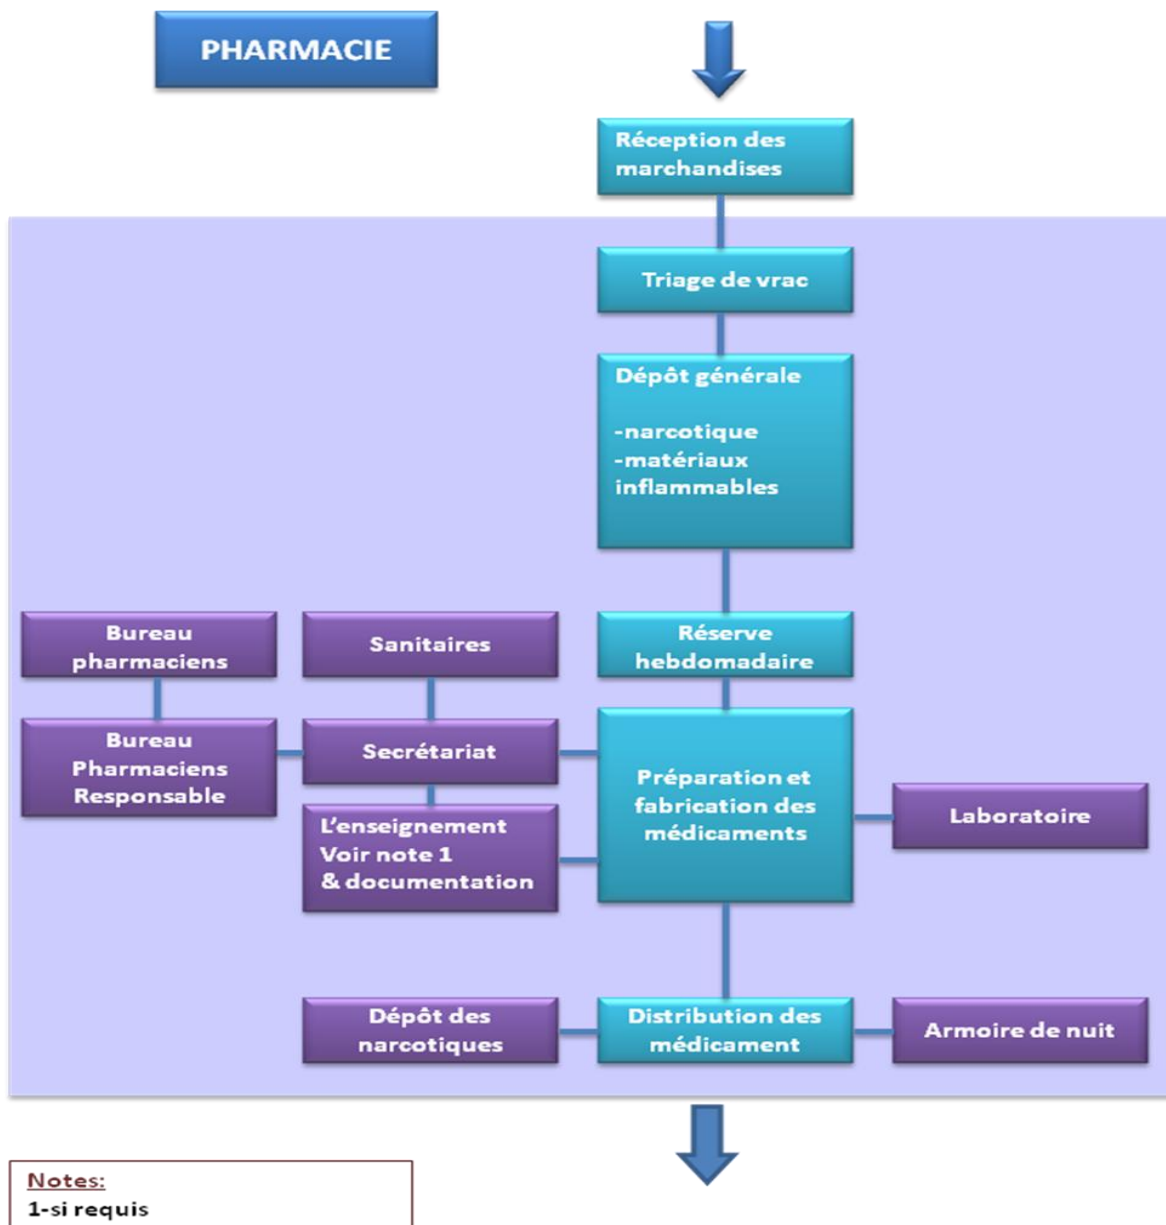 PHARMACIE
Réception des
marchandises
Triage de vrac
Dépôt générale
-narcotique
-matériaux
inflammables
Bureau
pharmaciens
Sanitaires
Réserve
hebdomadaire
Bureau
Pharmaciens
Responsable
Secrétariat
L'enseignement
Voir note 1
& documentation
Préparation et
fabrication des
médicaments
Laboratoire
Dépôt des
narcotiques
Distribution des
médicament
Armoire de nuit
Notes:
1-si requis